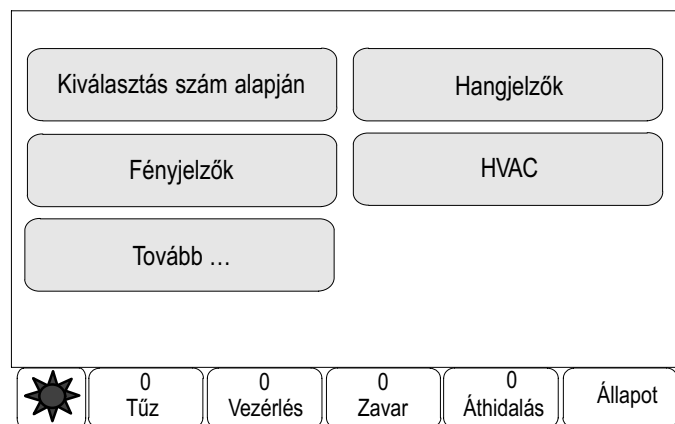 Kiválasztás szám alapján
Hangjelzők
Fényjelzők
HVAC
Tovább …
0
Tűz
0
Vezérlés
0
Zavar
0
Áthidalás
Állapot